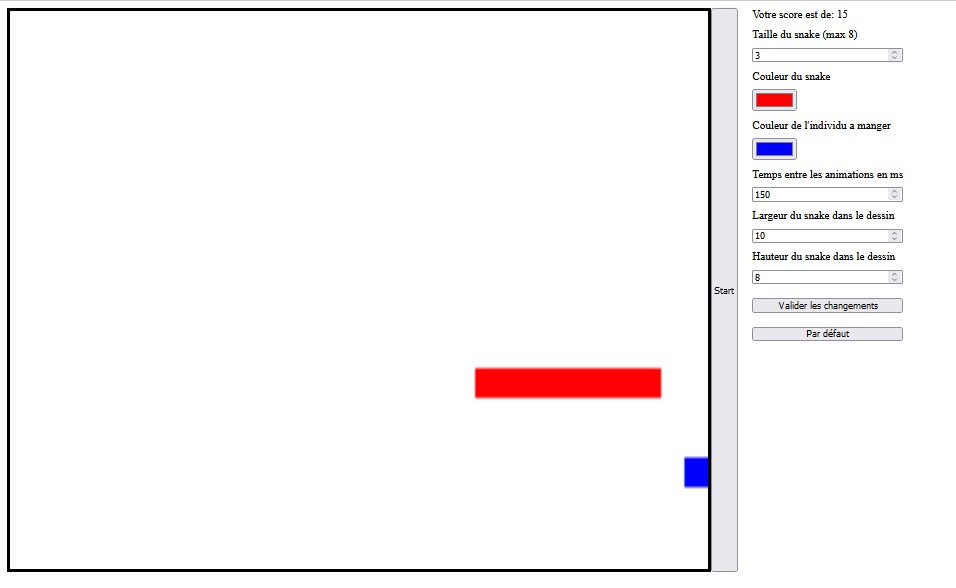 Votre score est de: 15
Taille du snake (max 8)
3
Couleur du snake
Couleur de l'individu a manger
Temps entre les animations en ms
150
Largeur du snake dans le dessin
10
Hauteur du snake dans le dessin
8
Start
Valider les changements
Par défaut